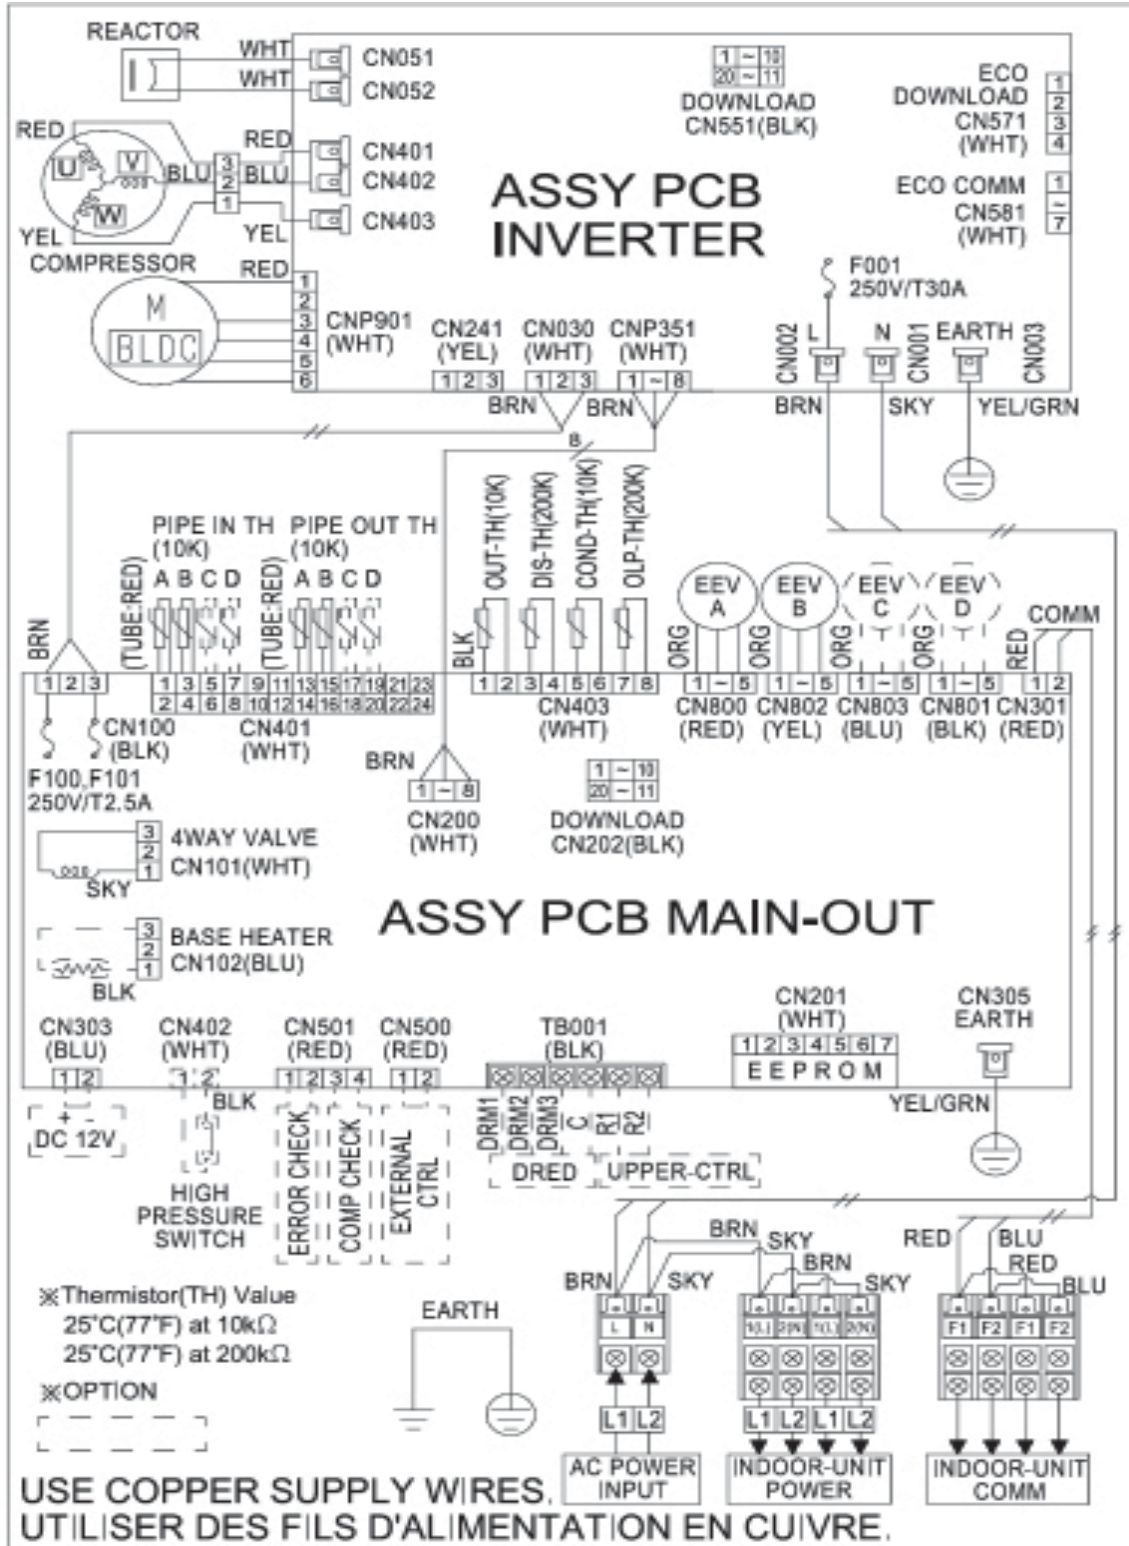 REACTOR
WHT
CN051
WHT
CN052
1 ~ 10
20 ~ 11
DOWNLOAD
CN551(BLK)
ECO
DOWNLOAD
CN571
(WHT)
1
2
3
4
RED
U
V
W
BLU
YEL
3
2
1
RED
BLU
YEL
CN401
CN402
CN403
COMPRESSOR
ASSY PCB
INVERTER
ECO COMM
CN581
(WHT)
1
~
7
F001
250V/T30A
RED
M
BLDC
1
2
3
4
5
6
CNP901
(WHT)
CN241
(YEL)
1 2 3
CN030
(WHT)
1 2 3
CNP351
(WHT)
1 ~ 8
CN002
L
N
CN001
EARTH
CN003
BRN
BRN
BRN
SKY
YEL/GRN
8
PIPE IN TH
(10K)
PIPE OUT TH
(10K)
(TUBE:RED)
A B C D
(TUBE:RED)
A B C D
OUT-TH(10K)
DIS-TH(200K)
COND-TH(10K)
OLP-TH(200K)
EEV
A
EEV
B
EEV
C
EEV
D
COMM
BRN
BLK
ORG
ORG
ORG
ORG
RED
1 2 3
1 3 5 7 9 11 13 15 17 19 21 23
2 4 6 8 10 12 14 16 18 20 22 24
1 2 3 4 5 6 7 8
1 ~ 5
1 ~ 5
1 ~ 5
1 ~ 5
1 2
CN100
(BLK)
CN401
(WHT)
CN403
(WHT)
CN800
(RED)
CN802
(YEL)
CN803
(BLU)
CN801
(BLK)
CN301
(RED)
F100,F101
250V/T2.5A
BRN
1 ~ 8
CN200
(WHT)
1 ~ 10
20 ~ 11
DOWNLOAD
CN202(BLK)
3
2
1
4WAY VALVE
CN101(WHT)
SKY
ASSY PCB MAIN-OUT
3
2
1
BASE HEATER
CN102(BLU)
BLK
CN303
(BLU)
1 2
CN402
(WHT)
1 2
CN501
(RED)
1 2 3 4
CN500
(RED)
1 2
TB001
(BLK)
CN201
(WHT)
1 2 3 4 5 6 7
EEPROM
CN305
EARTH
YEL/GRN
+ -
DC 12V
BLK
HIGH
PRESSURE
SWITCH
ERROR CHECK
COMP CHECK
EXTERNAL
CTRL
DRM1
DRM2
DRM3
C
R1
R2
DRED
UPPER-CTRL
BRN
SKY
BRN
SKY
BRN
SKY
RED
BLU
RED
BLU
L
N
1(L) 2(N) 1(L) 2(N)
F1 F2 F1 F2
※Thermistor(TH) Value
25°C(77°F) at 10kΩ
25°C(77°F) at 200kΩ
※OPTION
EARTH
L1 L2
L1 L2 L1 L2
AC POWER
INPUT
INDOOR-UNIT
POWER
INDOOR-UNIT
COMM
USE COPPER SUPPLY WIRES.
UTILISER DES FILS D'ALIMENTATION EN CUIVRE.